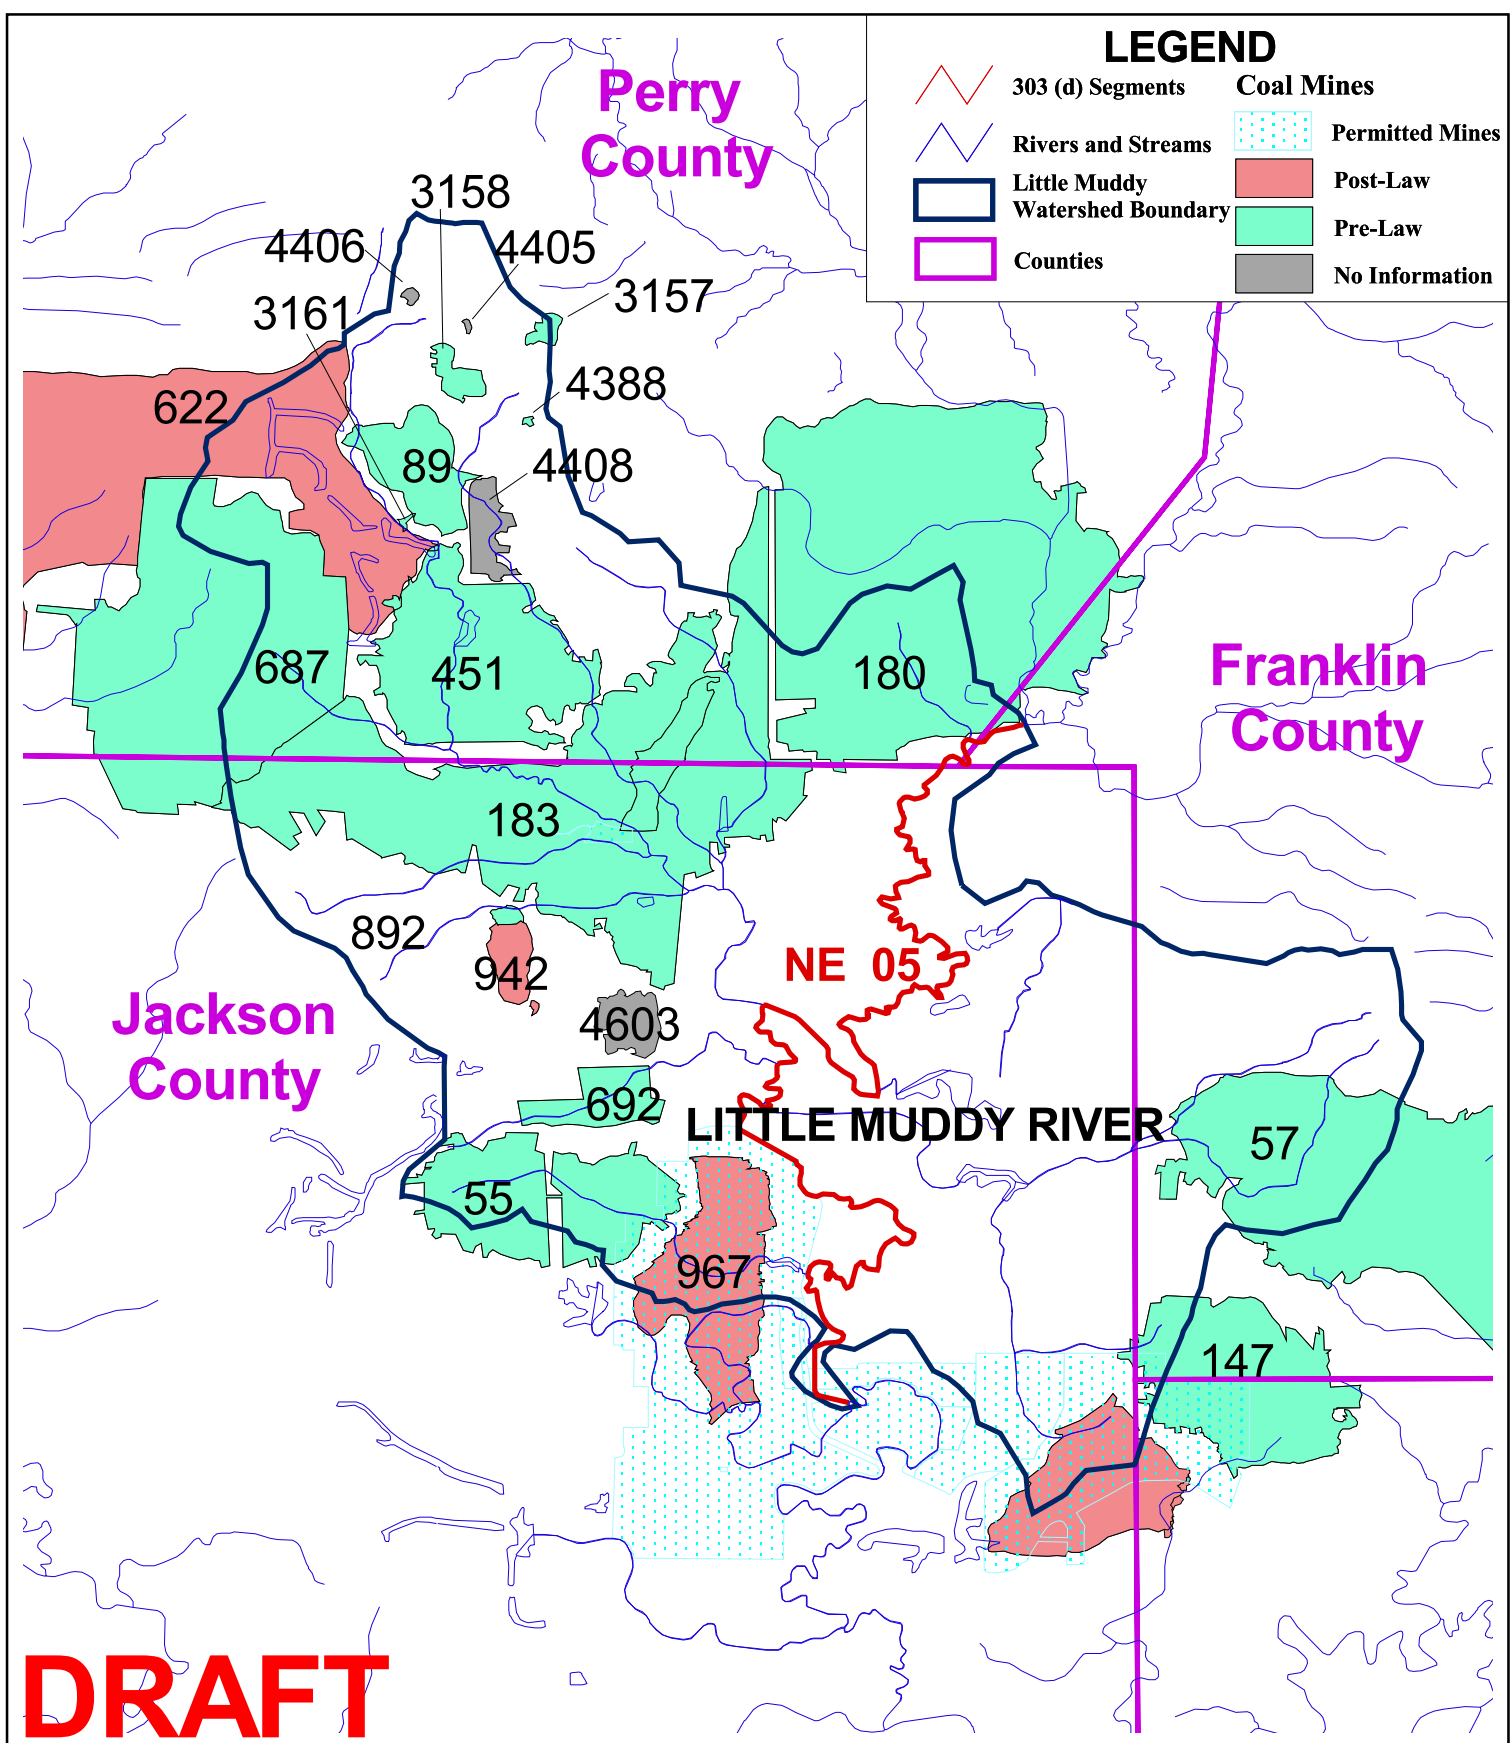 LEGEND
303 (d) Segments
Rivers and Streams
Little Muddy
Watershed Boundary
Counties
Coal Mines
Permitted Mines
Post-Law
Pre-Law
No Information
Perry
County
3158
4406
4405
3157
3161
4388
622
89
4408
687
451
180
Franklin
County
183
892
942
NE 05
Jackson
County
4603
692
LITTLE MUDDY RIVER
57
55
967
147
DRAFT